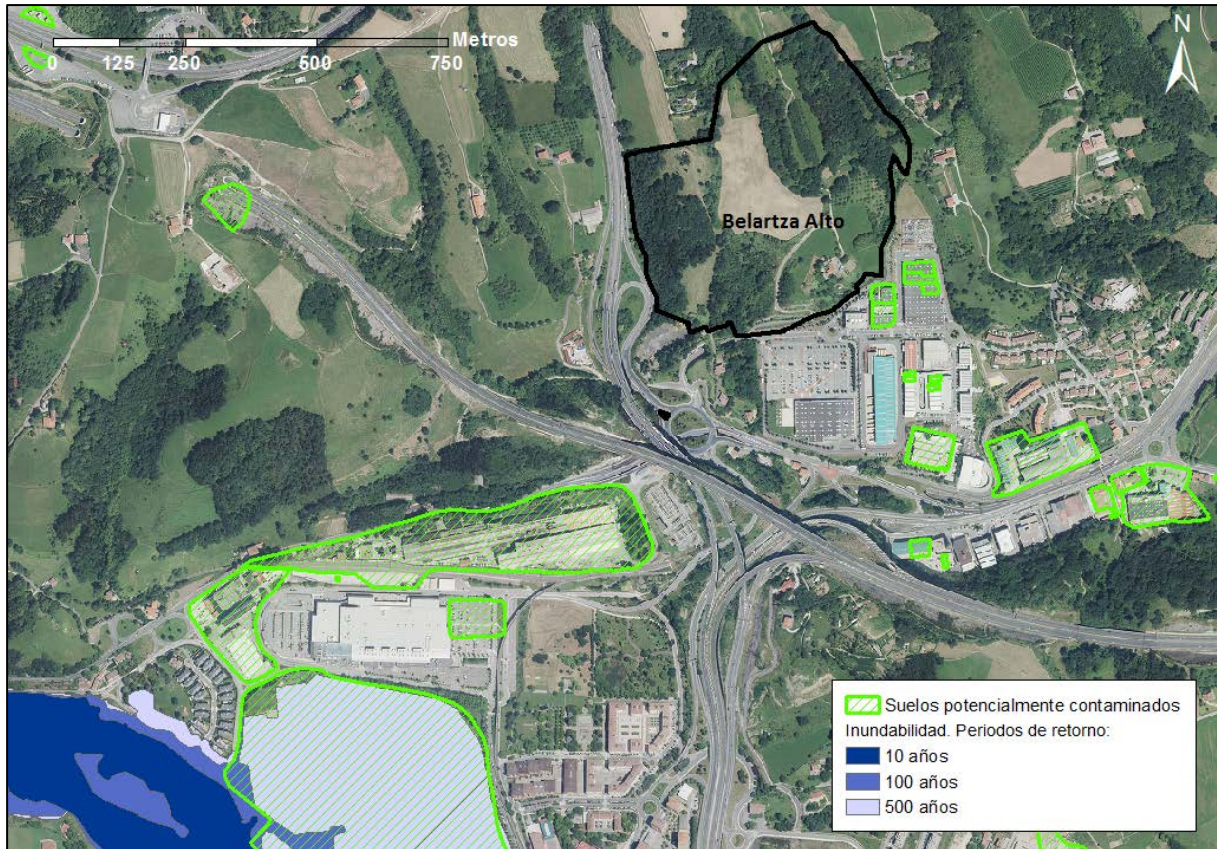 Metros
0 125 250 500 750
N
Belartza Alto
Suelos potencialmente contaminados
Inundabilidad. Periodos de retorno:
10 años
100 años
500 años